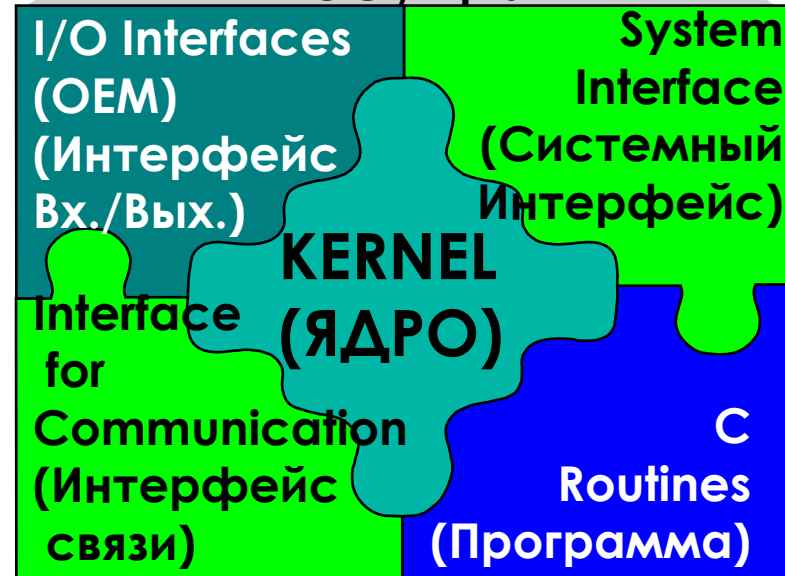 I/O Interfaces
(OEM)
(Интерфейс
Вх./Вых.)
System
Interface
(Системный
Интерфейс)
KERNEL
(ЯДРО)
Interface
for
Communication
(Интерфейс
связи)
C
Routines
(Программа)